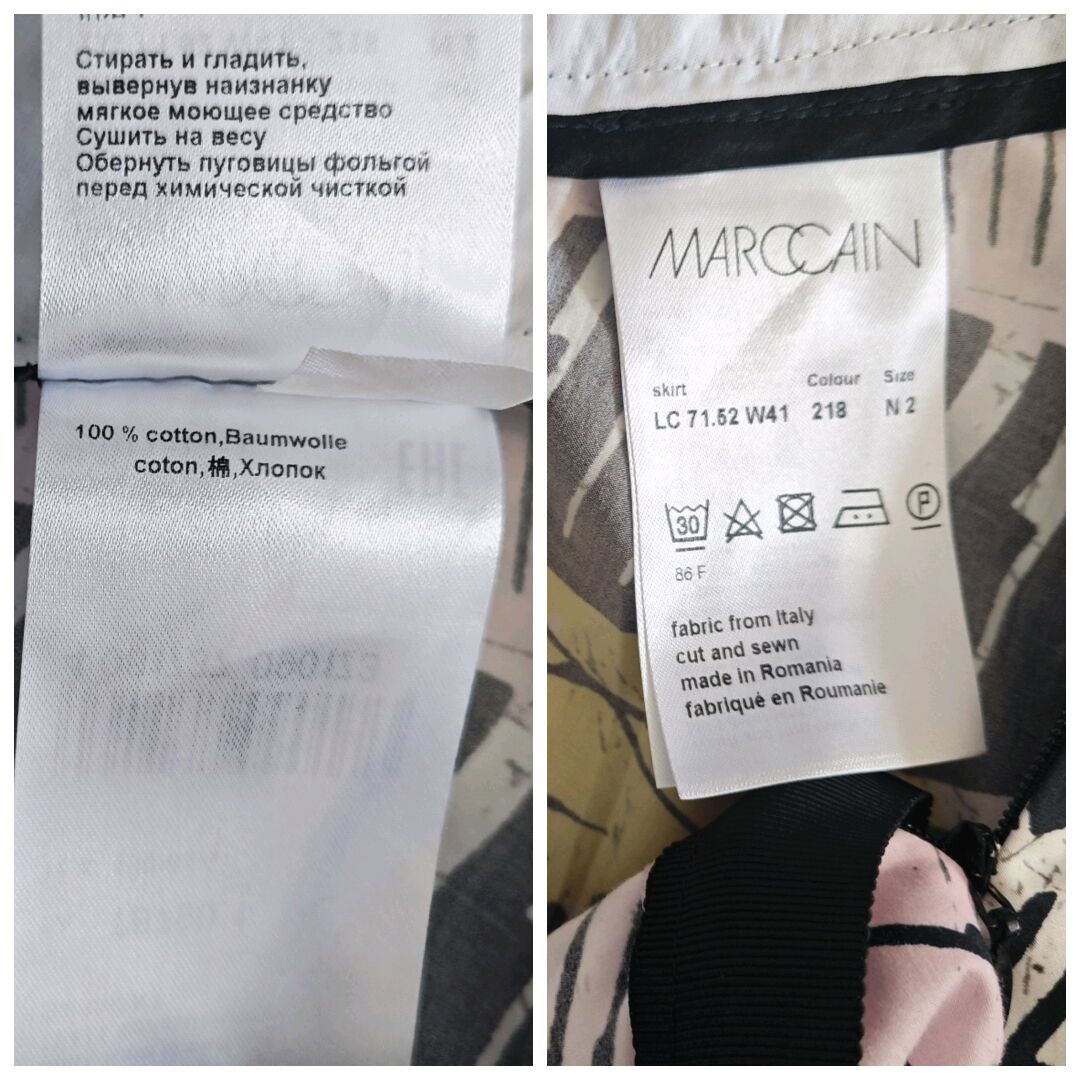 Стирать и гладить,
вывернув наизнанку
мягкое моющее средство
Сушить на весу
Обернуть пуговицы фольгой
перед химической чисткой
100 % cotton,Baumwolle
coton,棉,Хлопок
MARCCAIN
skirt Colour Size
LC 71.52 W41 218 N 2
30 P
86 F
fabric from Italy
cut and sewn
made in Romania
fabriqué en Roumanie